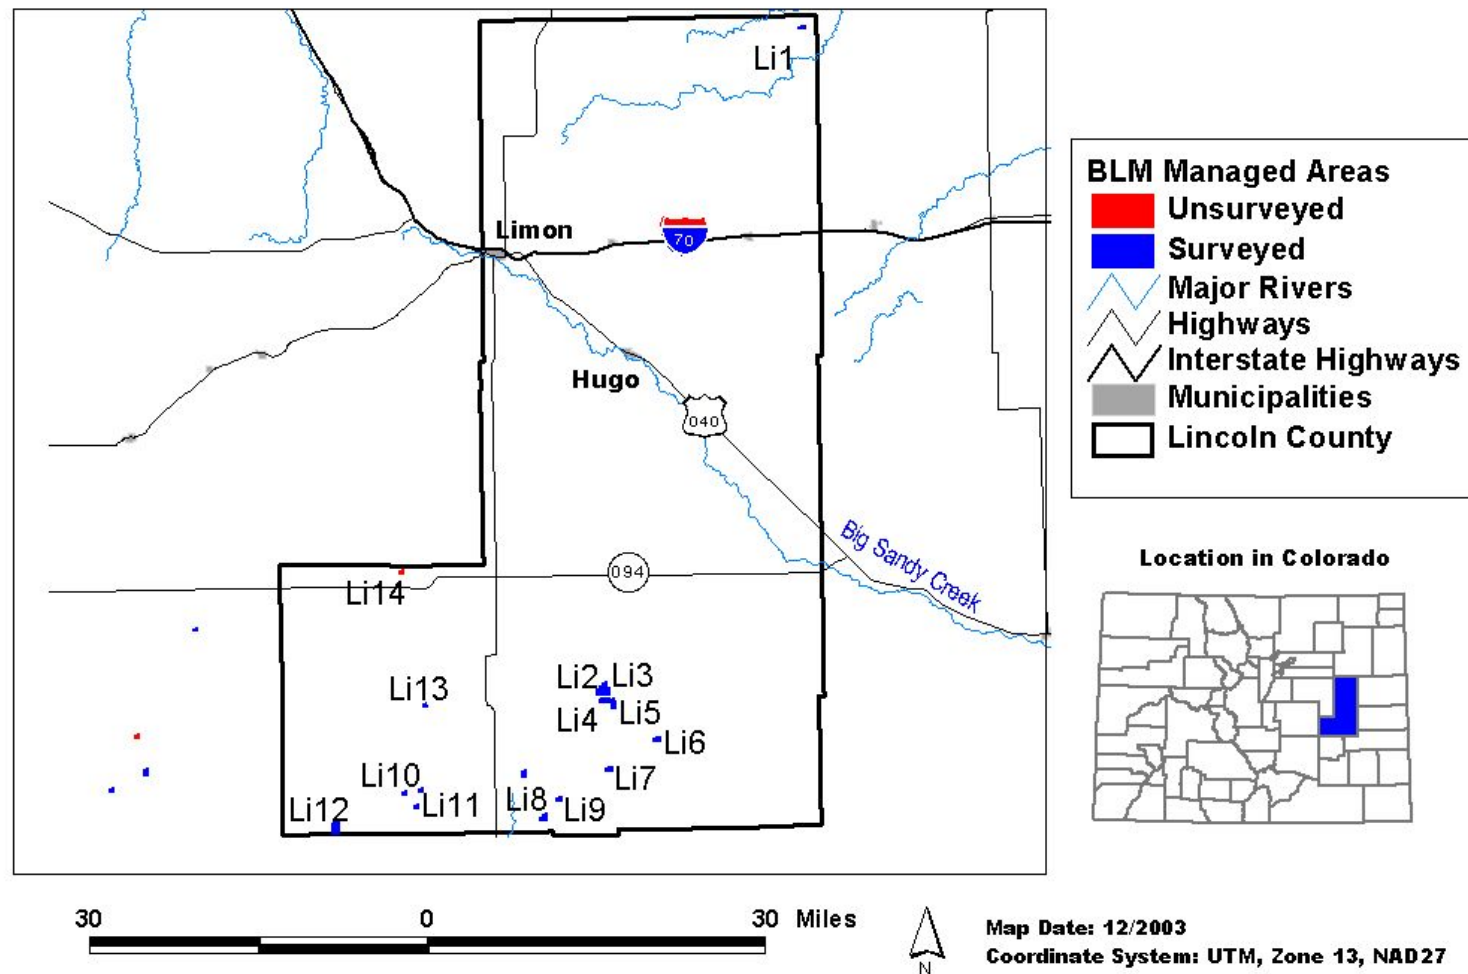 Li1
BLM Managed Areas
Unsurveyed
Surveyed
Major Rivers
Highways
Interstate Highways
Municipalities
Lincoln County
Limon
70
Hugo
040
Big Sandy Creek
094
Li14
Location in Colorado
Li13
Li2
Li3
Li4
Li5
Li6
Li7
Li10
Li11
Li12
Li8
Li9
30 0 30 Miles
N
Map Date: 12/2003
Coordinate System: UTM, Zone 13, NAD27